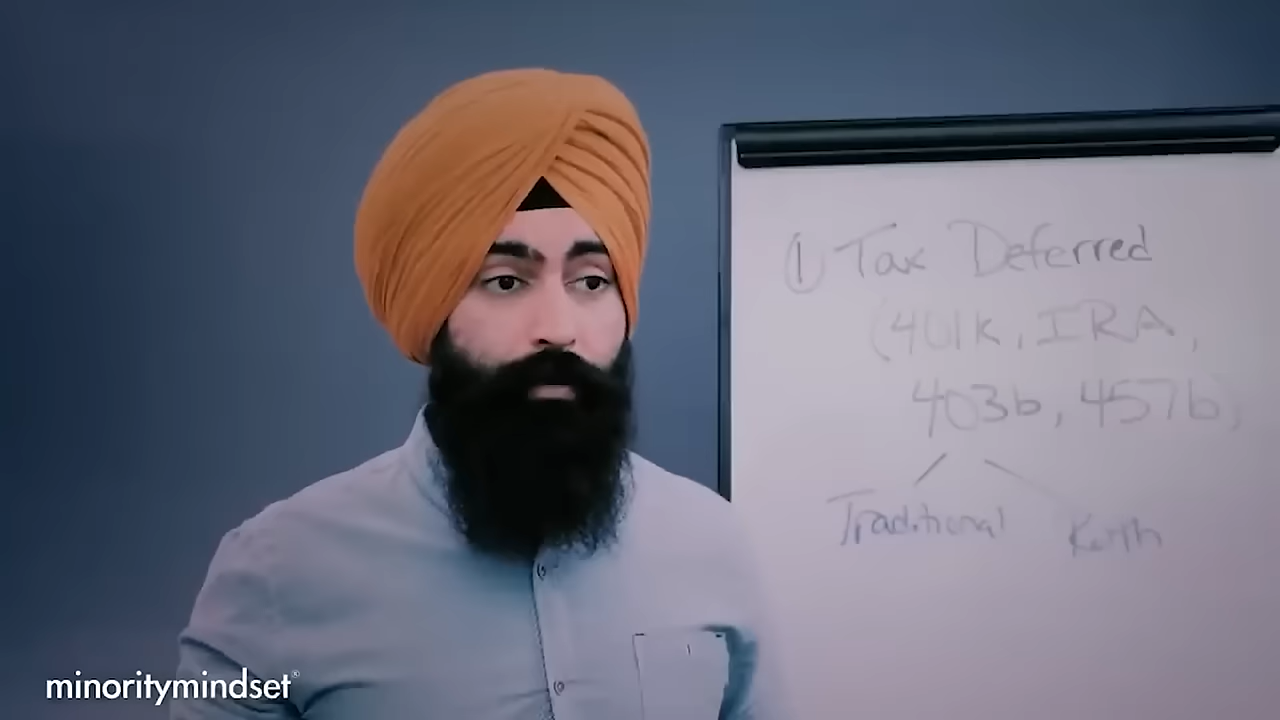 ① Tax Deferred
(401k, IRA,
403b, 457b,
Traditional Roth
minoritymindset®